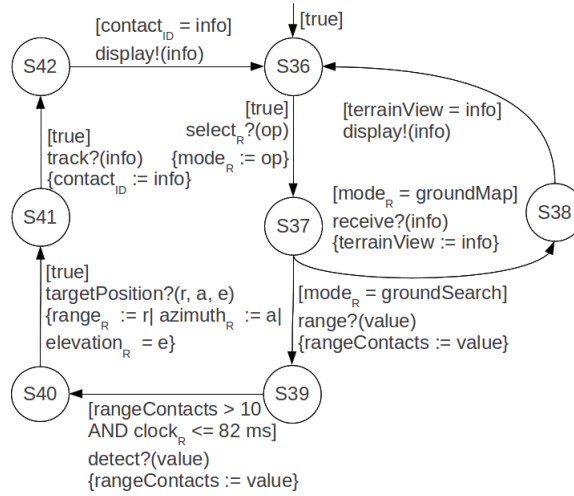 [true]
[contact_ID = info]
display!(info)
S42
S36
[true]
select_R?(op)
{mode_R := op}
[terrainView = info]
display!(info)
[true]
track?(info)
{contact_ID := info}
[mode_R = groundMap]
receive?(info)
{terrainView := info}
S41
S37
S38
[true]
targetPosition?(r, a, e)
{range_R := r| azimuth_R := a|
elevation_R = e}
[mode_R = groundSearch]
range?(value)
{rangeContacts := value}
S40
S39
[rangeContacts > 10
AND clock_R <= 82 ms]
detect?(value)
{rangeContacts := value}